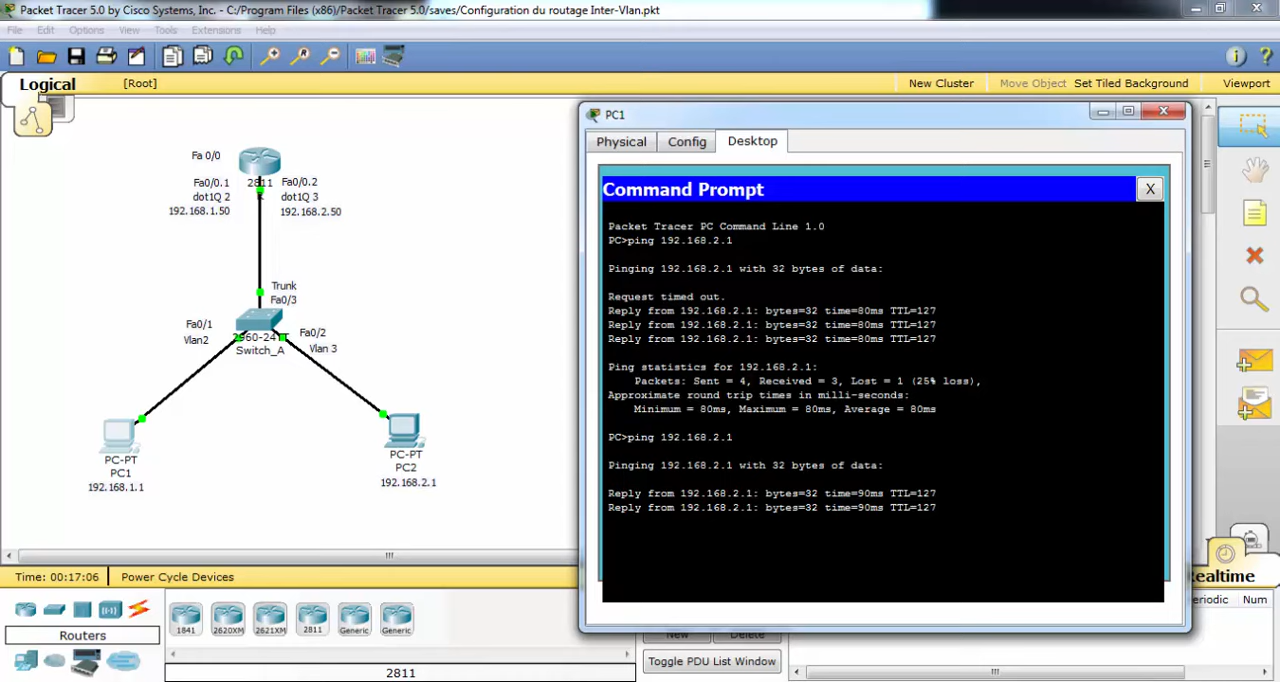 Packet Tracer 5.0 by Cisco Systems, Inc. - C:/Program Files (x86)/Packet Tracer 5.0/saves/Configuration du routage Inter-Vlan.pkt
File Edit Options View Tools Extensions Help
Logical [Root] New Cluster Move Object Set Tiled Background Viewport
Fa 0/0
2811
Fa0/0.1
dot1Q 2
192.168.1.50
Fa0/0.2
dot1Q 3
192.168.2.50
Trunk
Fa0/3
Fa0/1
Vlan2
2960-24TT
Switch_A
Fa0/2
Vlan 3
PC-PT
PC1
192.168.1.1
PC-PT
PC2
192.168.2.1
PC1
Physical Config Desktop
Command Prompt X
Packet Tracer PC Command Line 1.0
PC>ping 192.168.2.1
Pinging 192.168.2.1 with 32 bytes of data:
Request timed out.
Reply from 192.168.2.1: bytes=32 time=80ms TTL=127
Reply from 192.168.2.1: bytes=32 time=80ms TTL=127
Reply from 192.168.2.1: bytes=32 time=80ms TTL=127
Ping statistics for 192.168.2.1:
Packets: Sent = 4, Received = 3, Lost = 1 (25% loss),
Approximate round trip times in milli-seconds:
Minimum = 80ms, Maximum = 80ms, Average = 80ms
PC>ping 192.168.2.1
Pinging 192.168.2.1 with 32 bytes of data:
Reply from 192.168.2.1: bytes=32 time=90ms TTL=127
Reply from 192.168.2.1: bytes=32 time=90ms TTL=127
Time: 00:17:06 Power Cycle Devices
Realtime
Routers
1841 2620XM 2621XM 2811 Generic Generic
2811
New Delete
Toggle PDU List Window
eriodic Num